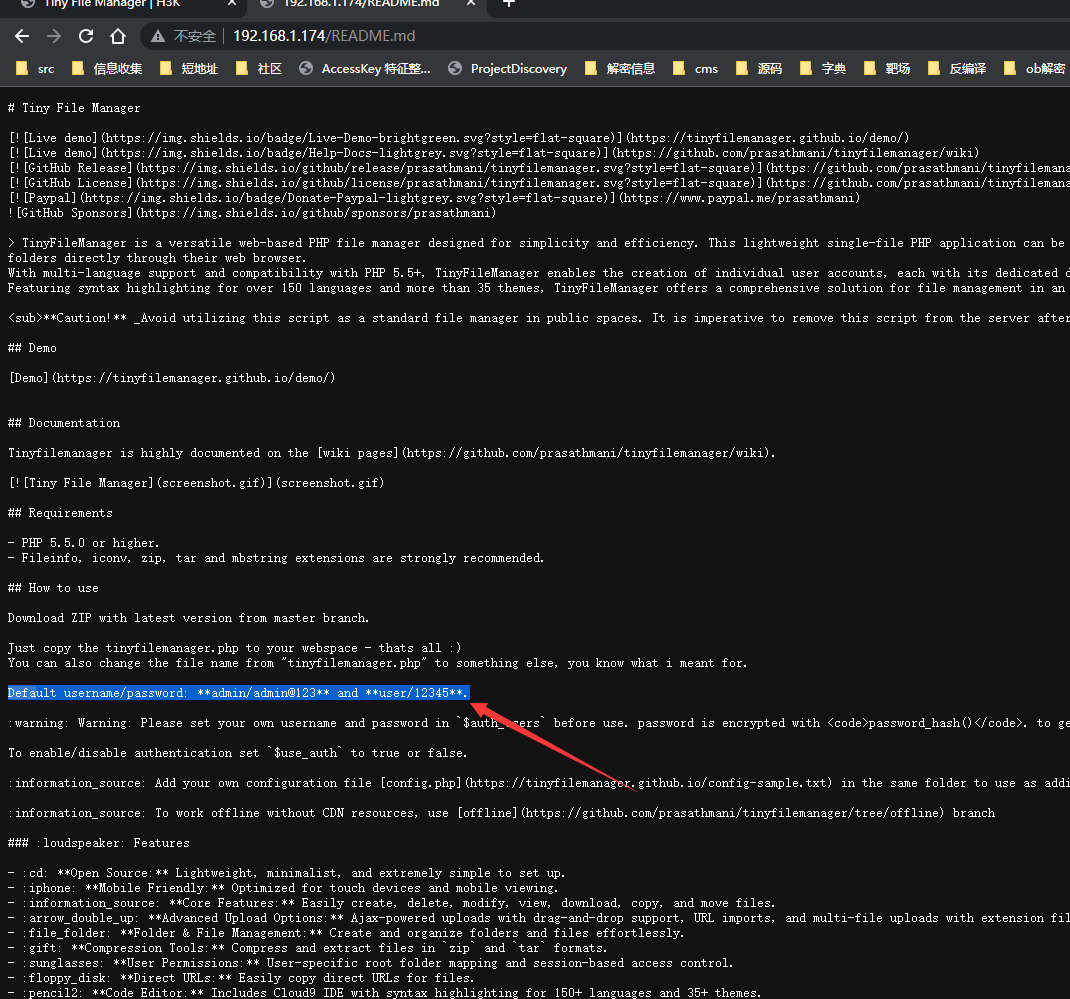 Tiny File Manager | H3K
192.168.1.174/README.md
不安全 192.168.1.174/README.md
src 信息收集 短地址 社区 AccessKey 特征整... ProjectDiscovery 解密信息 cms 源码 字典 靶场 反编译 ob解密
# Tiny File Manager
[![Live demo](https://img.shields.io/badge/Live-Demo-brightgreen.svg?style=flat-square)](https://tinyfilemanager.github.io/demo/)
[![Live demo](https://img.shields.io/badge/Help-Docs-lightgrey.svg?style=flat-square)](https://github.com/prasathmani/tinyfilemanager/wiki)
[![GitHub Release](https://img.shields.io/github/release/prasathmani/tinyfilemanager.svg?style=flat-square)](https://github.com/prasathmani/tinyfilema
[![GitHub License](https://img.shields.io/github/license/prasathmani/tinyfilemanager.svg?style=flat-square)](https://github.com/prasathmani/tinyfilema
[![Paypal](https://img.shields.io/badge/Donate-Paypal-lightgrey.svg?style=flat-square)](https://www.paypal.me/prasathmani)
![GitHub Sponsors](https://img.shields.io/github/sponsors/prasathmani)
> TinyFileManager is a versatile web-based PHP file manager designed for simplicity and efficiency. This lightweight single-file PHP application can be
folders directly through their web browser.
With multi-language support and compatibility with PHP 5.5+, TinyFileManager enables the creation of individual user accounts, each with its dedicated d
Featuring syntax highlighting for over 150 languages and more than 35 themes, TinyFileManager offers a comprehensive solution for file management in an
<sub>**Caution!** _Avoid utilizing this script as a standard file manager in public spaces. It is imperative to remove this script from the server after
## Demo
[Demo](https://tinyfilemanager.github.io/demo/)
## Documentation
Tinyfilemanager is highly documented on the [wiki pages](https://github.com/prasathmani/tinyfilemanager/wiki).
[![Tiny File Manager](screenshot.gif)](screenshot.gif)
## Requirements
- PHP 5.5.0 or higher.
- Fileinfo, iconv, zip, tar and mbstring extensions are strongly recommended.
## How to use
Download ZIP with latest version from master branch.
Just copy the tinyfilemanager.php to your webspace - thats all :)
You can also change the file name from "tinyfilemanager.php" to something else, you know what i meant for.
Default username/password: **admin/admin@123** and **user/12345**.
:warning: Warning: Please set your own username and password in `$auth_users` before use. password is encrypted with <code>password_hash()</code>. to ge
To enable/disable authentication set `$use_auth` to true or false.
:information_source: Add your own configuration file [config.php](https://tinyfilemanager.github.io/config-sample.txt) in the same folder to use as addi
:information_source: To work offline without CDN resources, use [offline](https://github.com/prasathmani/tinyfilemanager/tree/offline) branch
### :loudspeaker: Features
- :cd: **Open Source:** Lightweight, minimalist, and extremely simple to set up.
- :iphone: **Mobile Friendly:** Optimized for touch devices and mobile viewing.
- :information_source: **Core Features:** Easily create, delete, modify, view, download, copy, and move files.
- :arrow_double_up: **Advanced Upload Options:** Ajax-powered uploads with drag-and-drop support, URL imports, and multi-file uploads with extension fil
- :file_folder: **Folder & File Management:** Create and organize folders and files effortlessly.
- :gift: **Compression Tools:** Compress and extract files in `zip` and `tar` formats.
- :sunglasses: **User Permissions:** User-specific root folder mapping and session-based access control.
- :floppy_disk: **Direct URLs:** Easily copy direct URLs for files.
- :pencil2: **Code Editor:** Includes Cloud9 IDE with syntax highlighting for 150+ languages and 35+ themes.